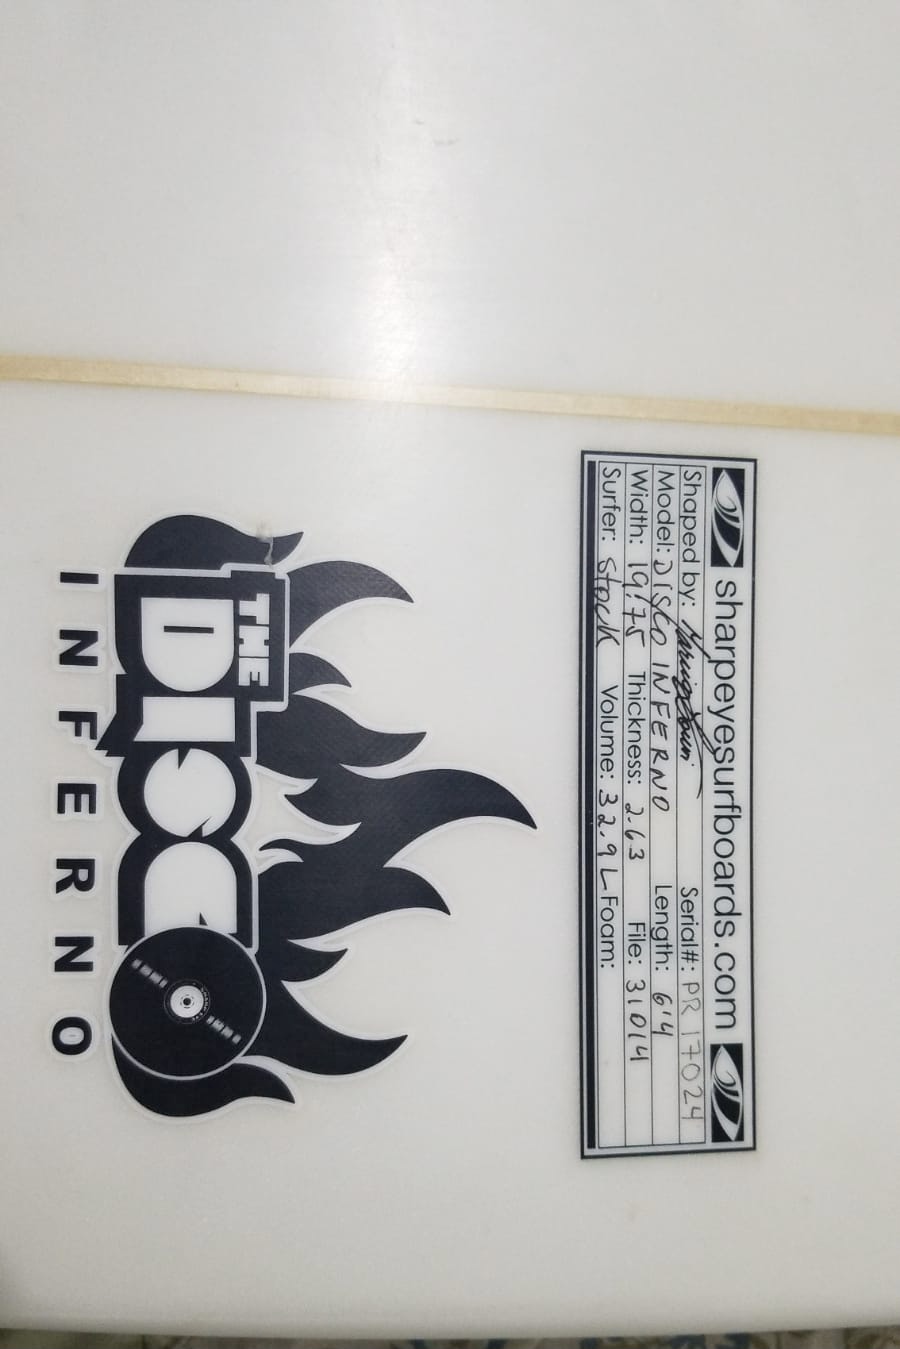 sharpeyesurfboards.com
Shaped by: Serial#: PR 17024
Model: DISCO INFERNO Length: 6'4
Width: 19.75 Thickness: 2.63 File: 31014
Surfer: Stock Volume: 32.9 L Foam:
THE
DISCO
INFERNO